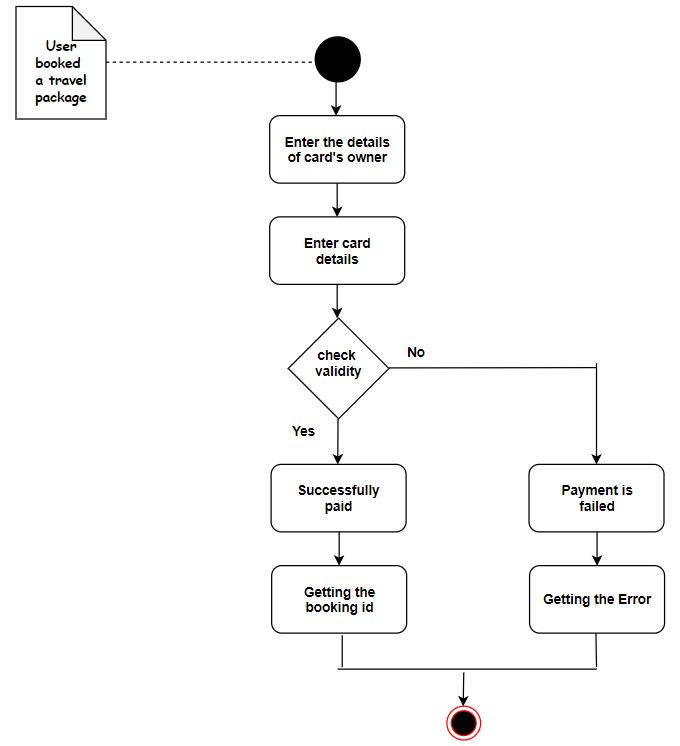 User
booked
a travel
package
Enter the details
of card's owner
Enter card
details
check
validity
No
Yes
Successfully
paid
Payment is
failed
Getting the
booking id
Getting the Error